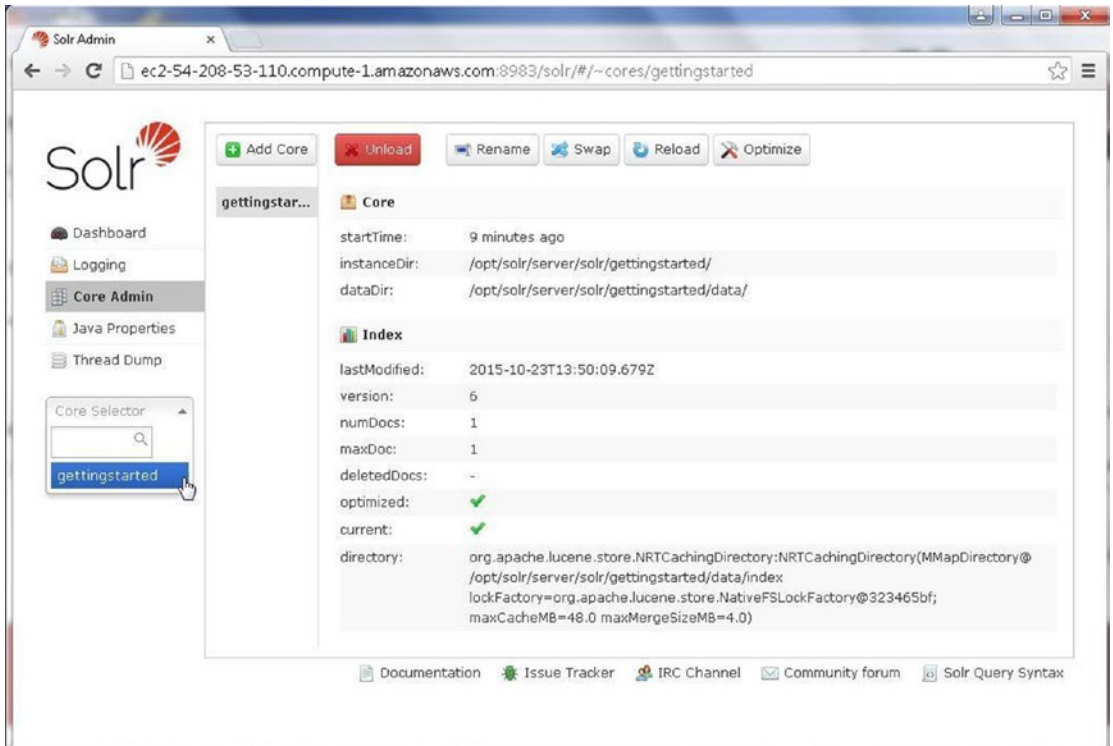 Solr Admin
ec2-54-208-53-110.compute-1.amazonaws.com:8983/solr/#/~cores/gettingstarted
Solr
Dashboard
Logging
Core Admin
Java Properties
Thread Dump
Core Selector
gettingstarted
Add Core
Unload
Rename
Swap
Reload
Optimize
gettingstar...
Core
startTime: 9 minutes ago
instanceDir: /opt/solr/server/solr/gettingstarted/
dataDir: /opt/solr/server/solr/gettingstarted/data/
Index
lastModified: 2015-10-23T13:50:09.679Z
version: 6
numDocs: 1
maxDoc: 1
deletedDocs: -
optimized:
current:
directory: org.apache.lucene.store.NRTCachingDirectory:NRTCachingDirectory(MMapDirectory@
/opt/solr/server/solr/gettingstarted/data/index
lockFactory=org.apache.lucene.store.NativeFSLockFactory@323465bf;
maxCacheMB=48.0 maxMergeSizeMB=4.0)
Documentation
Issue Tracker
IRC Channel
Community forum
Solr Query Syntax